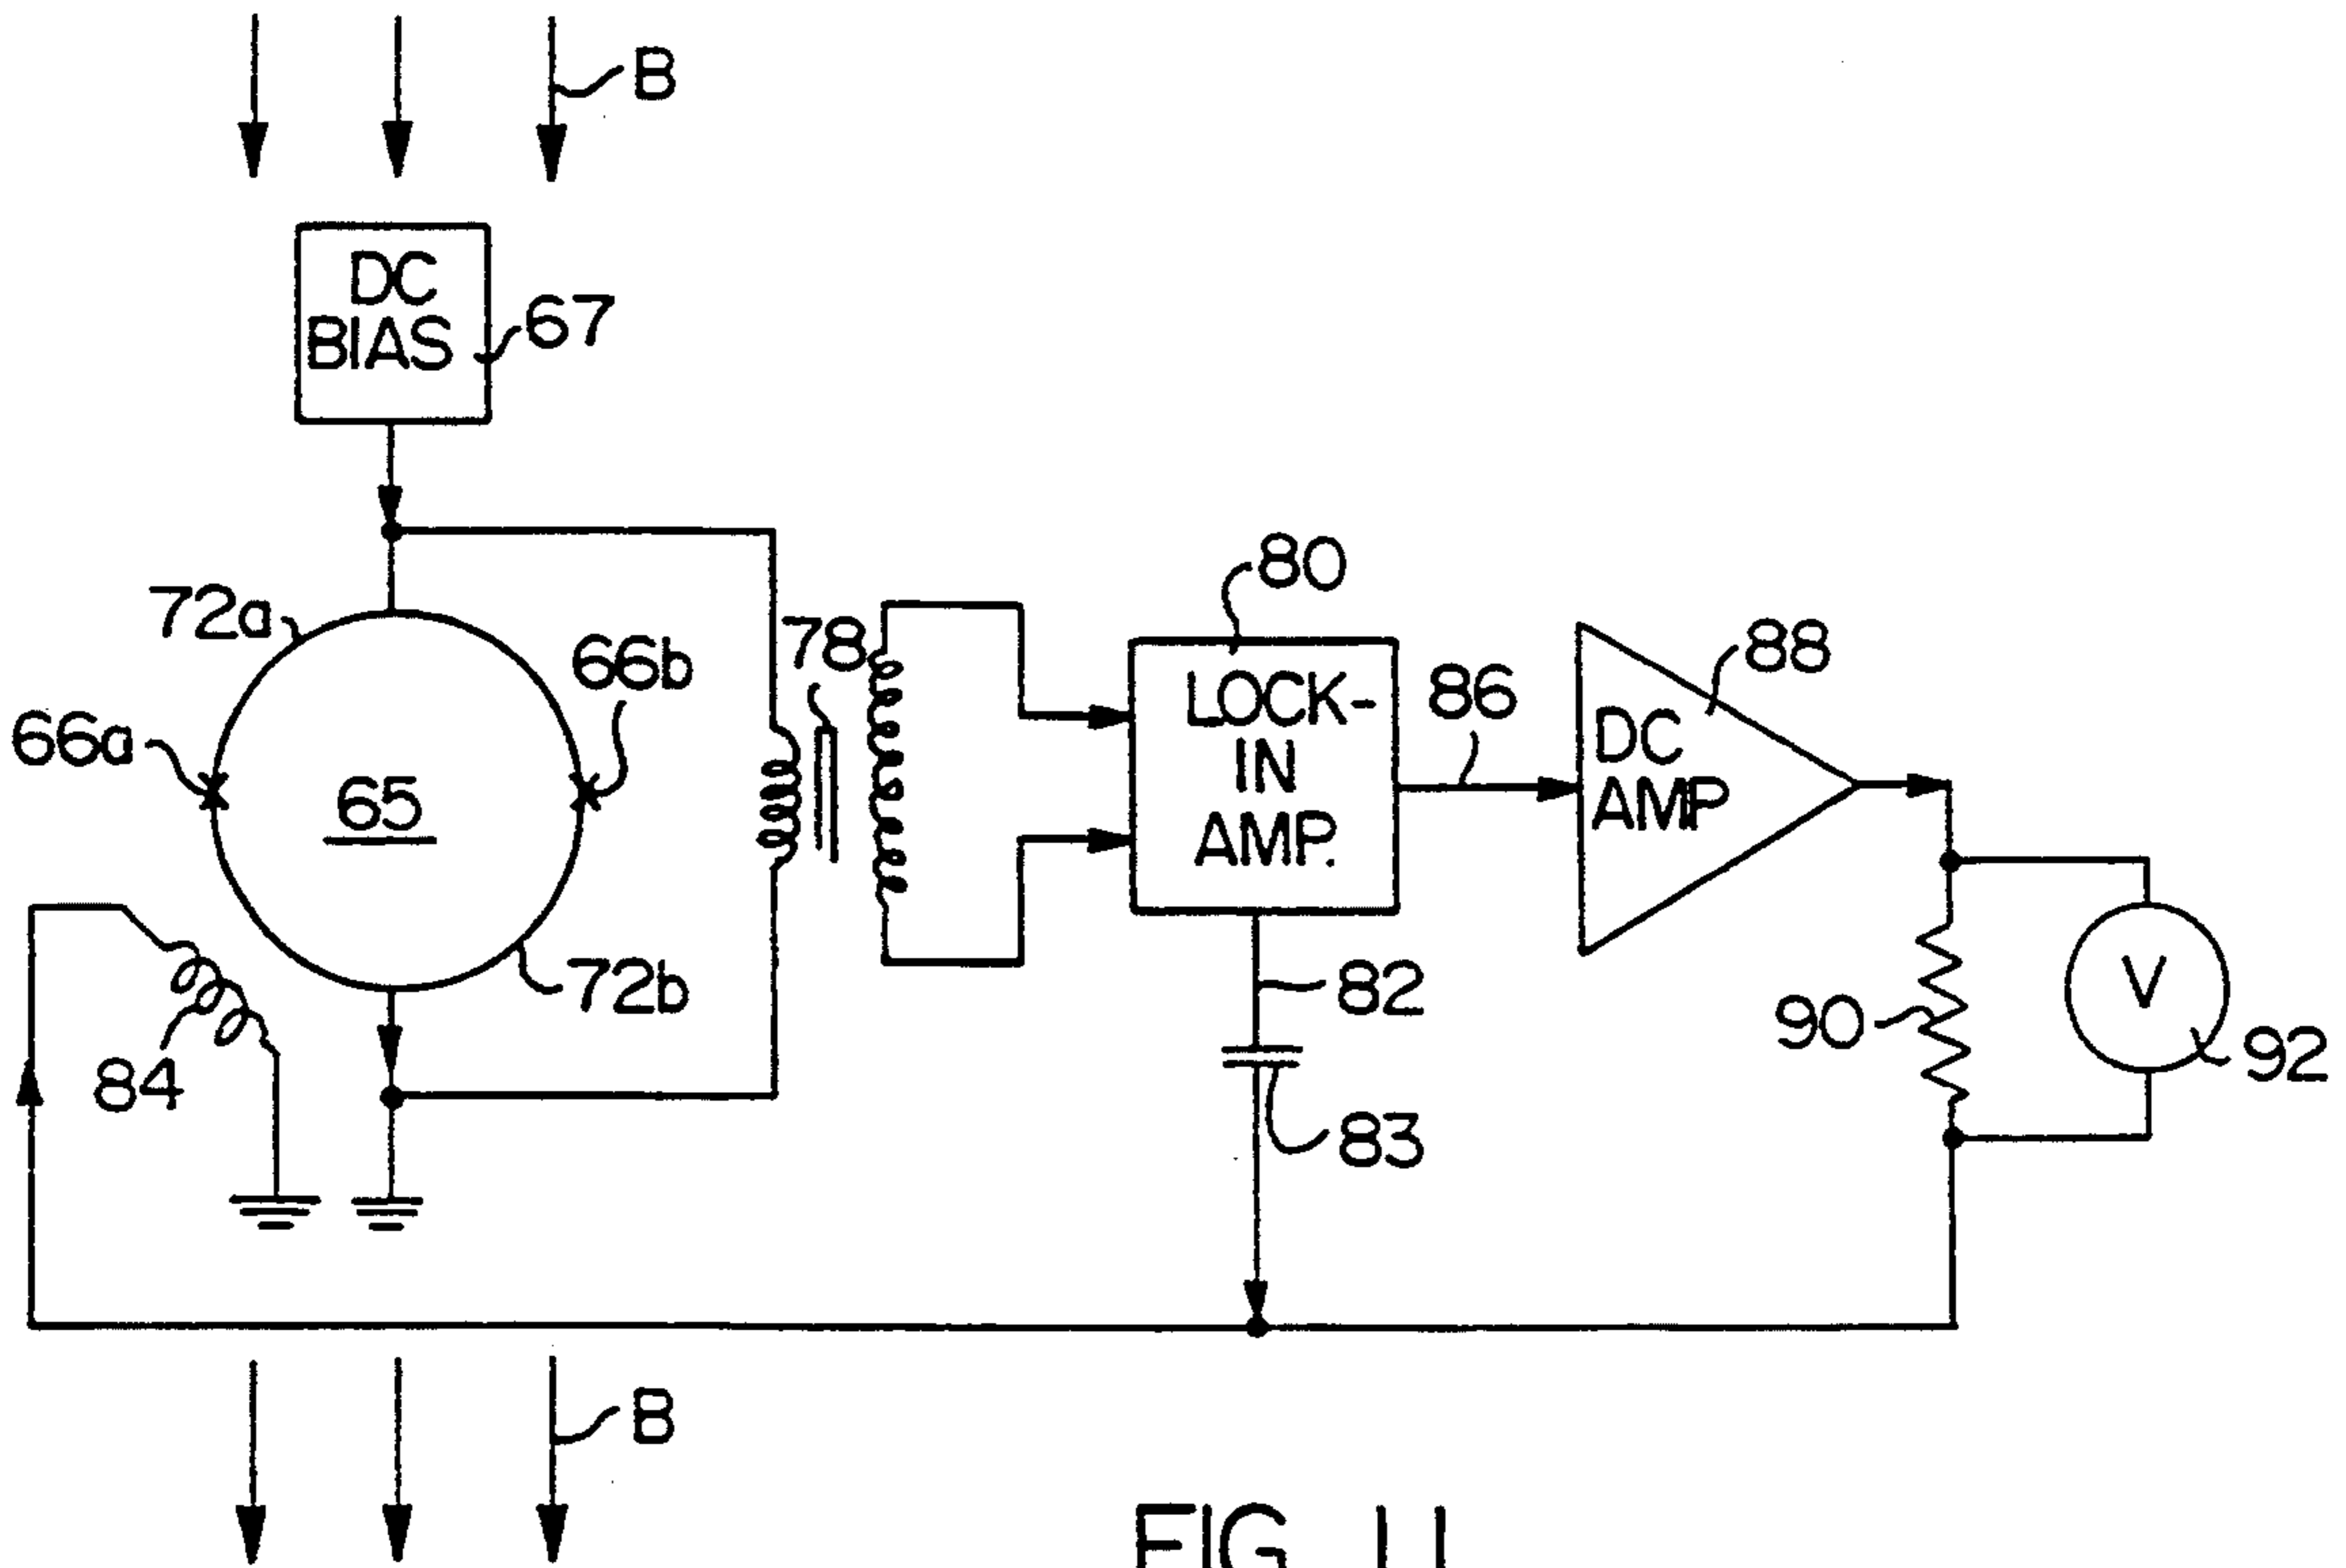 B
DC
BIAS
67
72a
78
66b
66a
65
80
LOCK-
IN
AMP.
86
88
DC
AMP
84
72b
82
83
90
V
92
B
FIG. 11